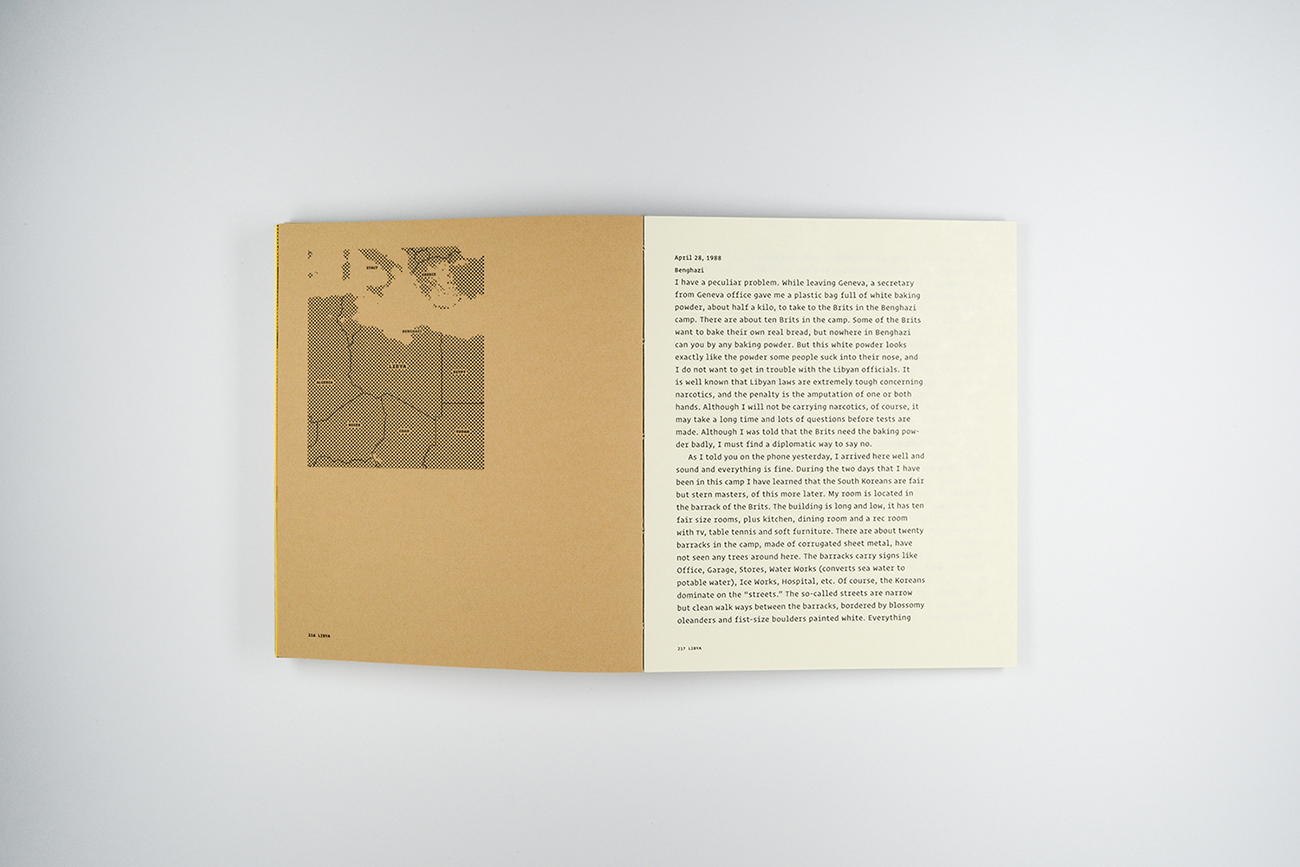 ITALY
GREECE
BENGHAZI
LIBYA
EGYPT
ALGERIA
NIGER
CHAD
SUDAN
216 LIBYA
April 28, 1988
Benghazi
I have a peculiar problem. While leaving Geneva, a secretary
from Geneva office gave me a plastic bag full of white baking
powder, about half a kilo, to take to the Brits in the Benghazi
camp. There are about ten Brits in the camp. Some of the Brits
want to bake their own real bread, but nowhere in Benghazi
can you by any baking powder. But this white powder looks
exactly like the powder some people suck into their nose, and
I do not want to get in trouble with the Libyan officials. It
is well known that Libyan laws are extremely tough concerning
narcotics, and the penalty is the amputation of one or both
hands. Although I will not be carrying narcotics, of course, it
may take a long time and lots of questions before tests are
made. Although I was told that the Brits need the baking pow-
der badly, I must find a diplomatic way to say no.
As I told you on the phone yesterday, I arrived here well and
sound and everything is fine. During the two days that I have
been in this camp I have learned that the South Koreans are fair
but stern masters, of this more later. My room is located in
the barrack of the Brits. The building is long and low, it has ten
fair size rooms, plus kitchen, dining room and a rec room
with TV, table tennis and soft furniture. There are about twenty
barracks in the camp, made of corrugated sheet metal, have
not seen any trees around here. The barracks carry signs like
Office, Garage, Stores, Water Works (converts sea water to
potable water), Ice Works, Hospital, etc. Of course, the Koreans
dominate on the “streets.” The so-called streets are narrow
but clean walk ways between the barracks, bordered by blossomy
oleanders and fist-size boulders painted white. Everything
217 LIBYA